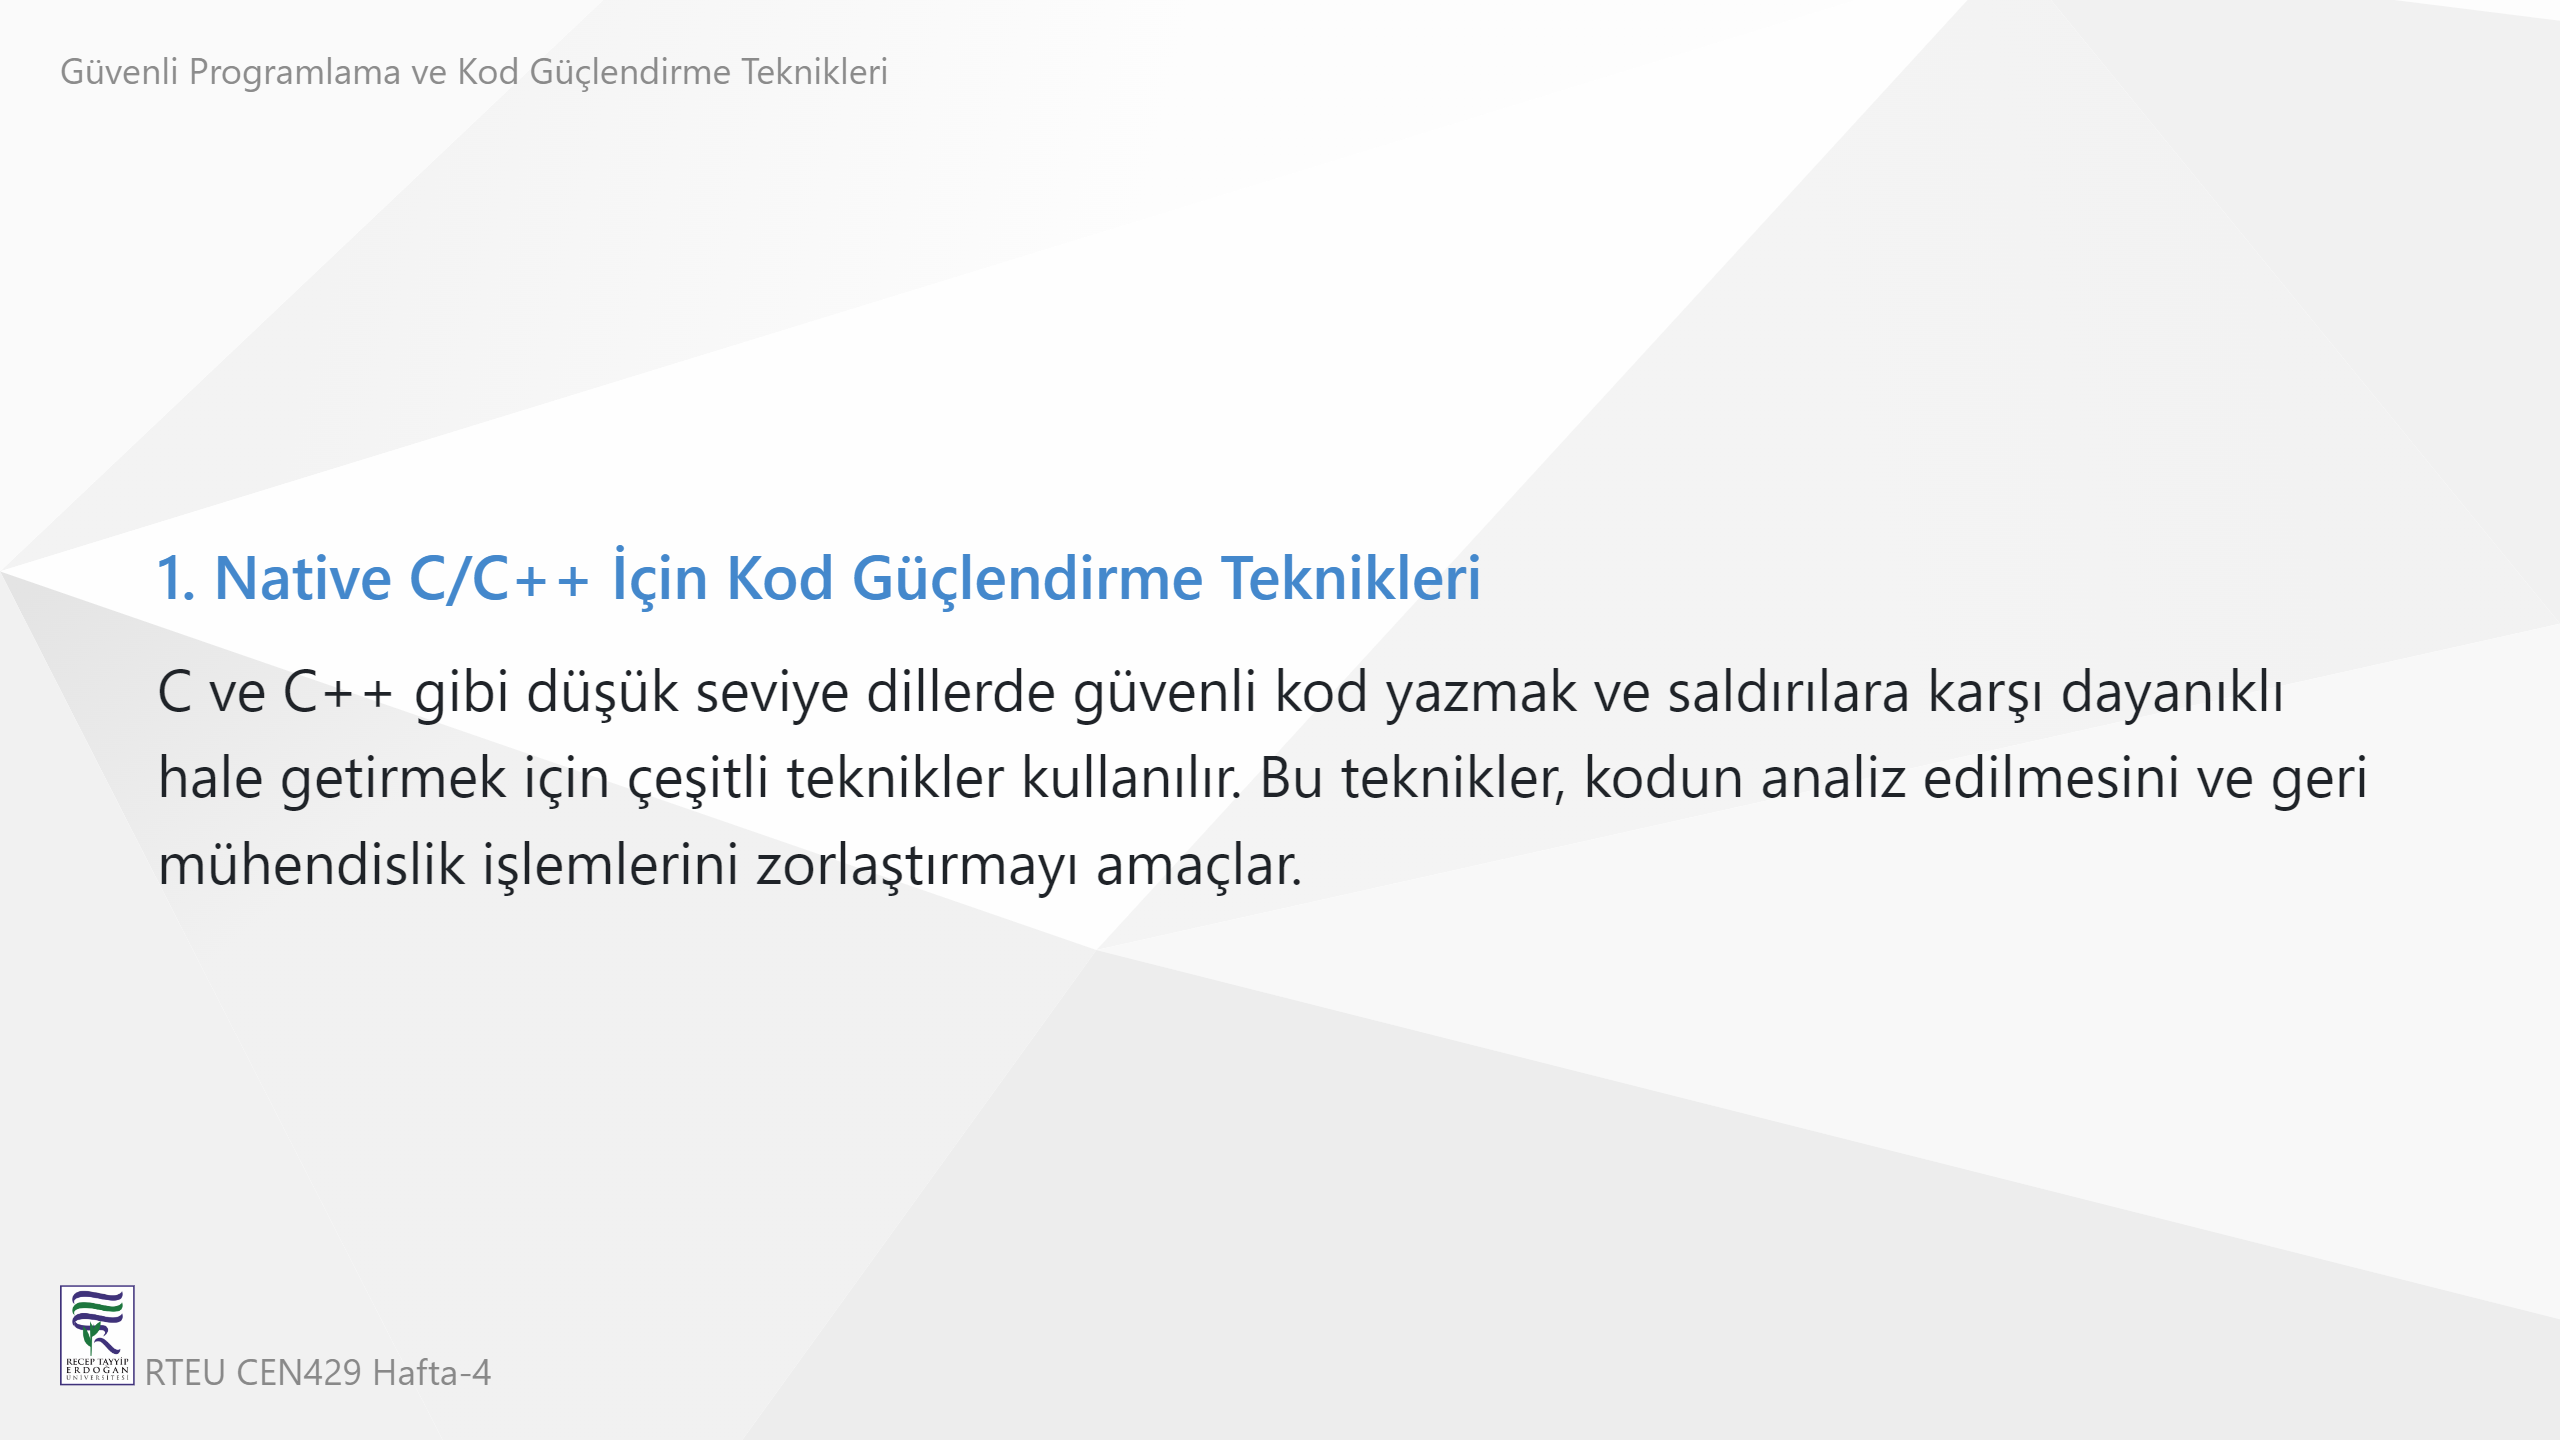 Güvenli Programlama ve Kod Güçlendirme Teknikleri
1. Native C/C++ İçin Kod Güçlendirme Teknikleri
C ve C++ gibi düşük seviye dillerde güvenli kod yazmak ve saldırılara karşı dayanıklı
hale getirmek için çeşitli teknikler kullanılır. Bu teknikler, kodun analiz edilmesini ve geri
mühendislik işlemlerini zorlaştırmayı amaçlar.
RECEP TAYYİP
ERDOĞAN
ÜNİVERSİTESİ
RTEU CEN429 Hafta-4